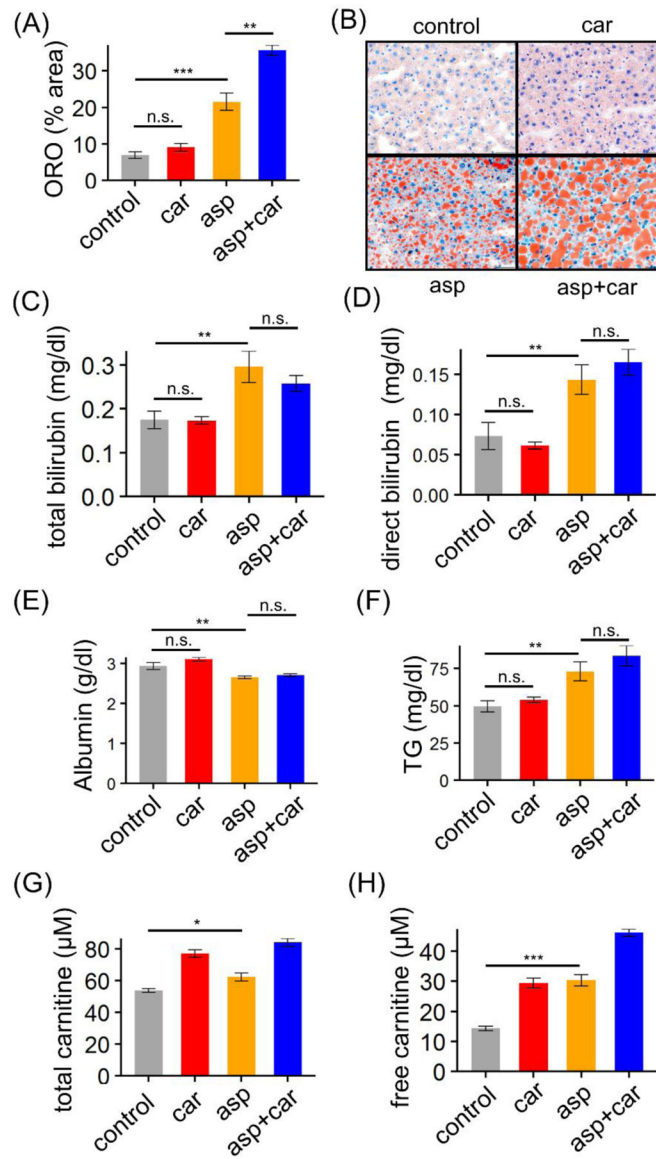 (A)
ORO (% area)
30
20
10
0
n.s.
***
**
control
car
asp
asp+car
(B)
control
car
asp
asp+car
(C)
total bilirubin (mg/dl)
0.3
0.2
0.1
0.0
n.s.
**
n.s.
control
car
asp
asp+car
(D)
direct bilirubin (mg/dl)
0.15
0.10
0.05
0.00
n.s.
**
n.s.
control
car
asp
asp+car
(E)
Albumin (g/dl)
3
2
1
0
n.s.
**
n.s.
control
car
asp
asp+car
(F)
TG (mg/dl)
75
50
25
0
n.s.
**
n.s.
control
car
asp
asp+car
(G)
total carnitine (µM)
80
60
40
20
0
*
control
car
asp
asp+car
(H)
free carnitine (µM)
40
30
20
10
0
***
control
car
asp
asp+car